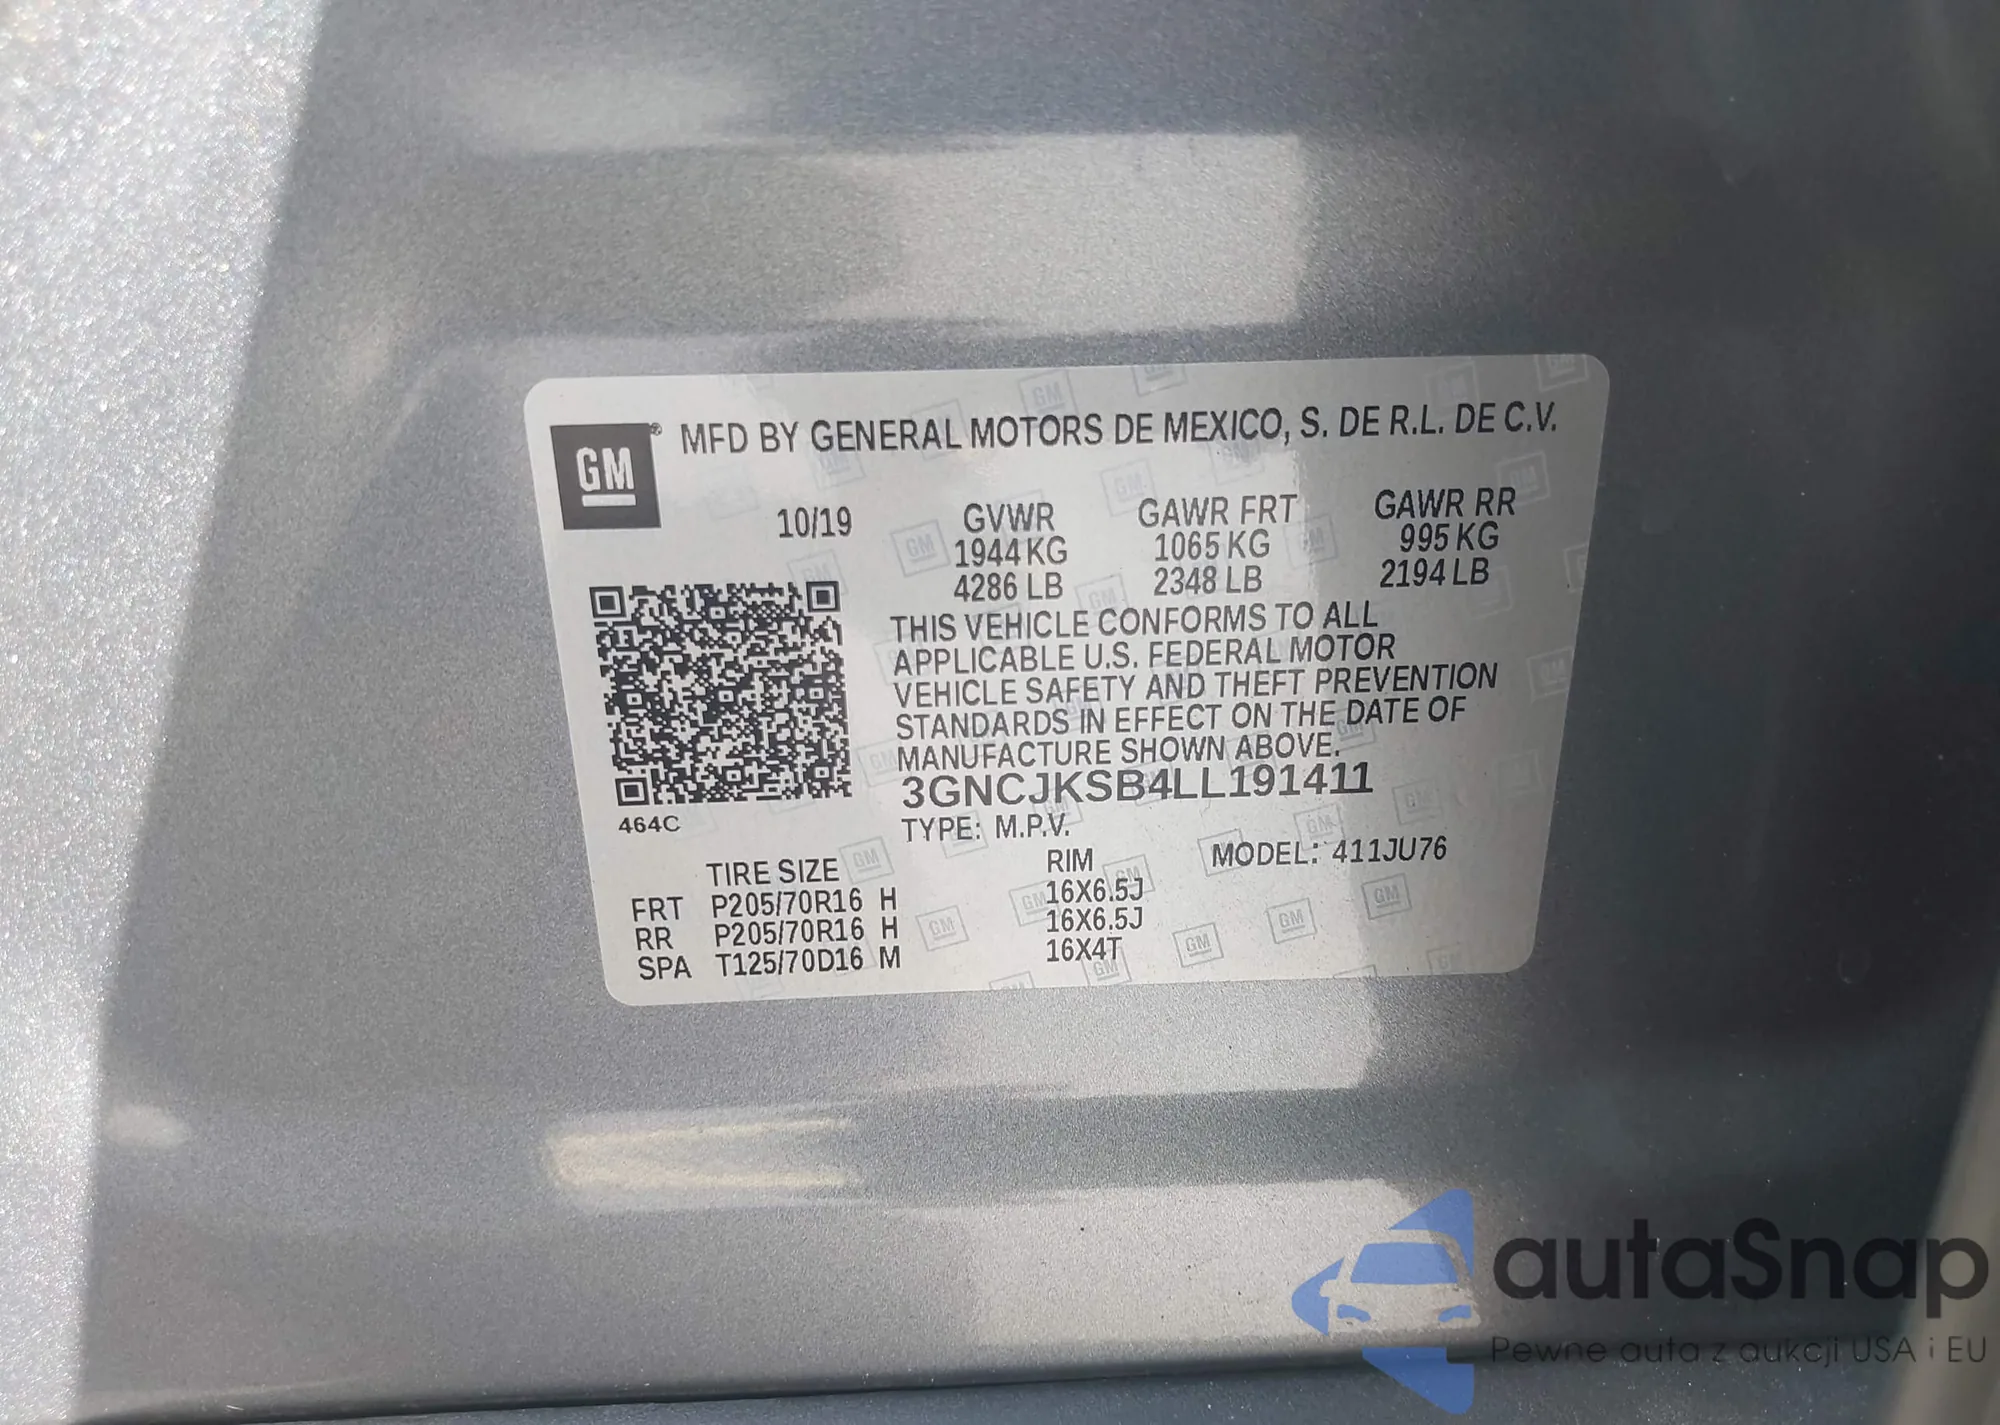 GM® MFD BY GENERAL MOTORS DE MEXICO, S. DE R.L. DE C.V.
10/19 GVWR GAWR FRT GAWR RR
1944 KG 1065 KG 995 KG
4286 LB 2348 LB 2194 LB
THIS VEHICLE CONFORMS TO ALL
APPLICABLE U.S. FEDERAL MOTOR
VEHICLE SAFETY AND THEFT PREVENTION
STANDARDS IN EFFECT ON THE DATE OF
MANUFACTURE SHOWN ABOVE.
3GNCJKSB4LL191411
464C
TYPE: M.P.V.
TIRE SIZE RIM MODEL: 411JU76
FRT P205/70R16 H 16X6.5J
RR P205/70R16 H 16X6.5J
SPA T125/70D16 M 16X4T
autaSnap
Pewne auta z aukcji USA i EU